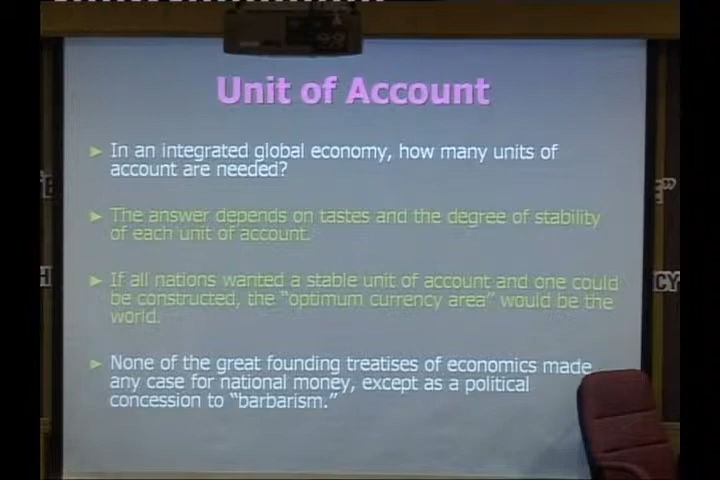 Unit of Account
In an integrated global economy, how many units of
account are needed?
The answer depends on tastes and the degree of stability
of each unit of account.
If all nations wanted a stable unit of account and one could
be constructed, the “optimum currency area” would be the
world.
None of the great founding treatises of economics made
any case for national money, except as a political
concession to “barbarism.”
CY